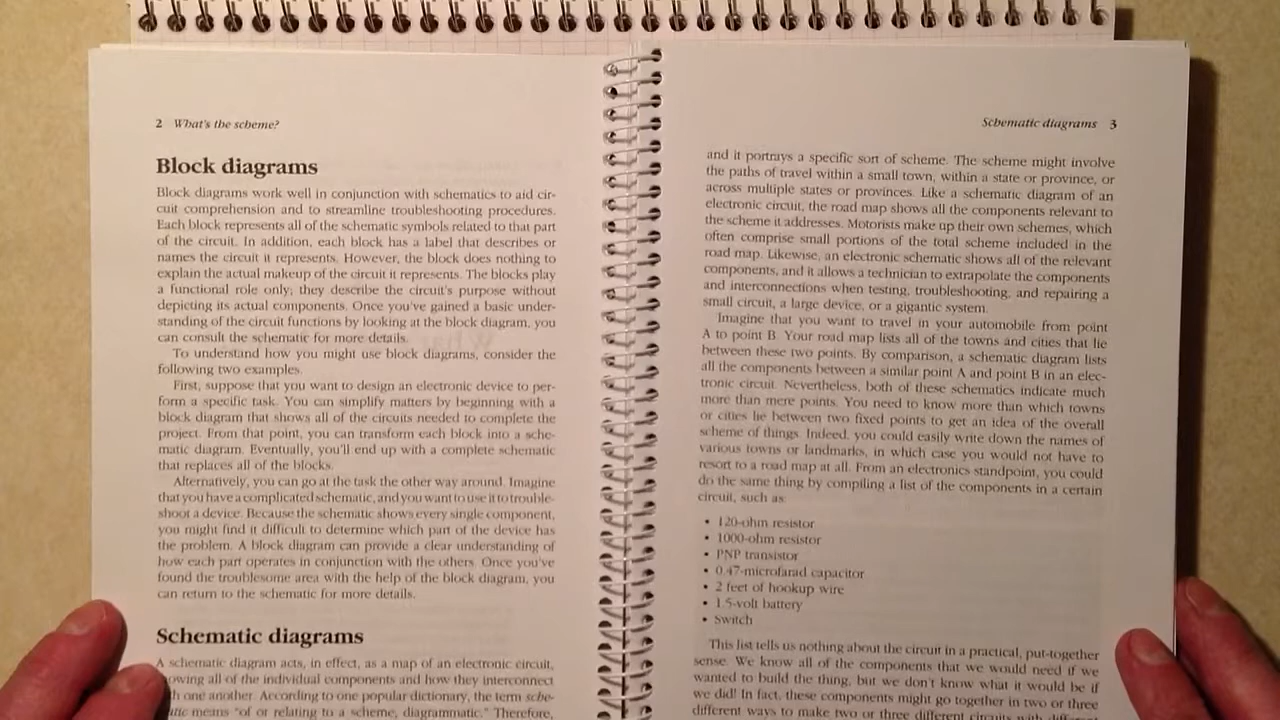 2 What's the scheme?
Block diagrams
Block diagrams work well in conjunction with schematics to aid cir-
cuit comprehension and to streamline troubleshooting procedures.
Each block represents all of the schematic symbols related to that part
of the circuit. In addition, each block has a label that describes or
names the circuit it represents. However, the block does nothing to
explain the actual makeup of the circuit it represents. The blocks play
a functional role only; they describe the circuit's purpose without
depicting its actual components. Once you've gained a basic under-
standing of the circuit functions by looking at the block diagram, you
can consult the schematic for more details.
To understand how you might use block diagrams, consider the
following two examples.
First, suppose that you want to design an electronic device to per-
form a specific task. You can simplify matters by beginning with a
block diagram that shows all of the circuits needed to complete the
project. From that point, you can transform each block into a sche-
matic diagram. Eventually, you'll end up with a complete schematic
that replaces all of the blocks.
Alternatively, you can go at the task the other way around. Imagine
that you have a complicated schematic, and you want to use it to trouble-
shoot a device. Because the schematic shows every single component,
you might find it difficult to determine which part of the device has
the problem. A block diagram can provide a clear understanding of
how each part operates in conjunction with the others. Once you've
found the troublesome area with the help of the block diagram, you
can return to the schematic for more details.
Schematic diagrams
A schematic diagram acts, in effect, as a map of an electronic circuit,
owing all of the individual components and how they interconnect
h one another. According to one popular dictionary, the term sche-
atic means "of or relating to a scheme, diagrammatic." Therefore,
Schematic diagrams 3
and it portrays a specific sort of scheme. The scheme might involve
the paths of travel within a small town, within a state or province, or
across multiple states or provinces. Like a schematic diagram of an
electronic circuit, the road map shows all the components relevant to
the scheme it addresses. Motorists make up their own schemes, which
often comprise small portions of the total scheme included in the
road map. Likewise, an electronic schematic shows all of the relevant
components, and it allows a technician to extrapolate the components
and interconnections when testing, troubleshooting, and repairing a
small circuit, a large device, or a gigantic system.
Imagine that you want to travel in your automobile from point
A to point B. Your road map lists all of the towns and cities that lie
between these two points. By comparison, a schematic diagram lists
all the components between a similar point A and point B in an elec-
tronic circuit. Nevertheless, both of these schematics indicate much
more than mere points. You need to know more than which towns
or cities lie between two fixed points to get an idea of the overall
scheme of things. Indeed, you could easily write down the names of
various towns or landmarks, in which case you would not have to
resort to a road map at all. From an electronics standpoint, you could
do the same thing by compiling a list of the components in a certain
circuit, such as:
• 120-ohm resistor
• 1000-ohm resistor
• PNP transistor
• 0.47-microfarad capacitor
• 2 feet of hookup wire
• 1.5-volt battery
• Switch
This list tells us nothing about the circuit in a practical, put-together
sense. We know all of the components that we would need if we
wanted to build the thing, but we don't know what it would be if
we did! In fact, these components might go together in two or three
different ways to make two or three different circuits with different